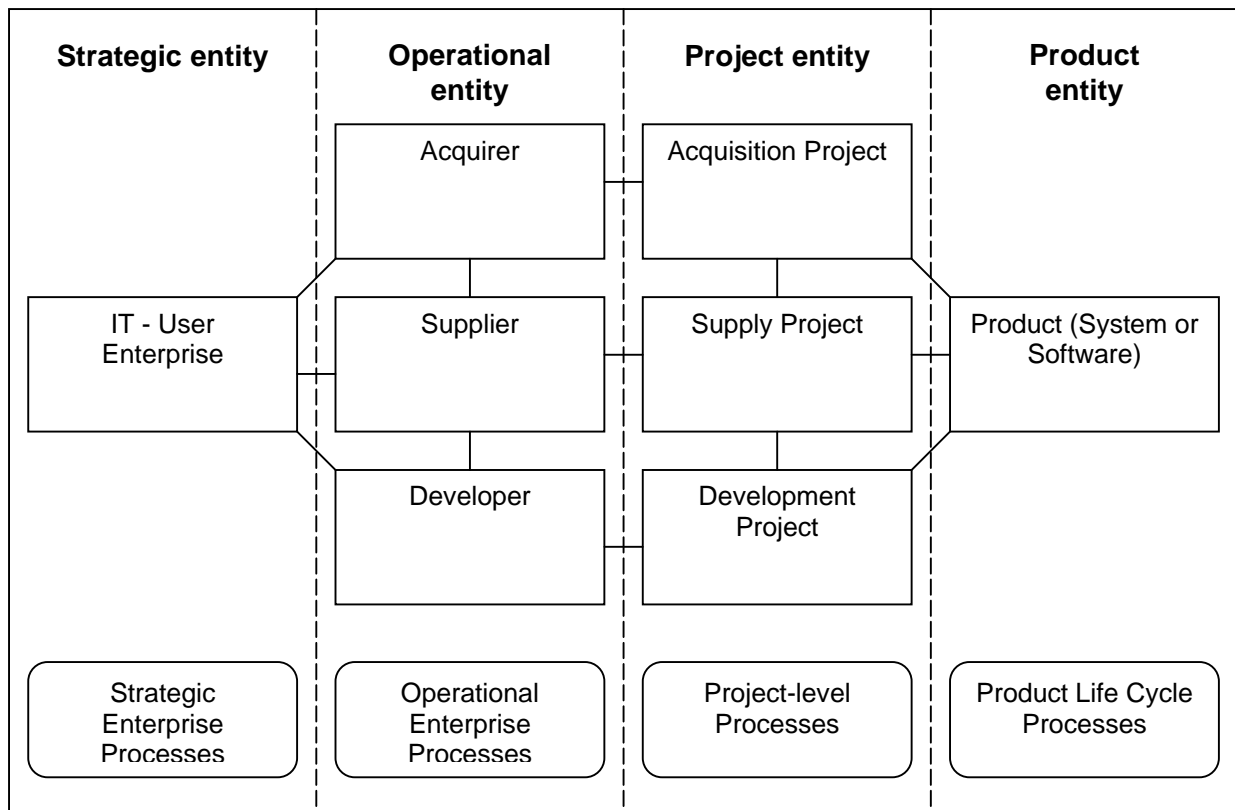 Strategic entity
Operational
entity
Project entity
Product
entity
Acquirer
Acquisition Project
IT - User
Enterprise
Supplier
Supply Project
Product (System or
Software)
Developer
Development
Project
Strategic
Enterprise
Processes
Operational
Enterprise
Processes
Project-level
Processes
Product Life Cycle
Processes